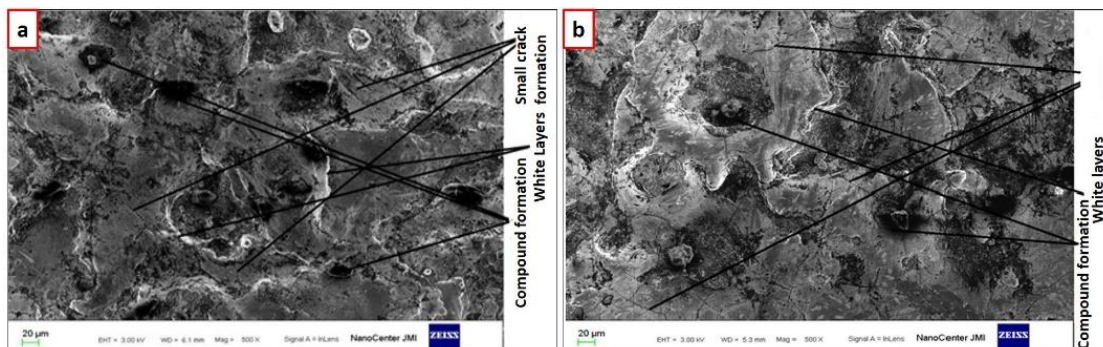 a
Small crack
formation
White Layers
Compound formation
20 µm
EHT = 3.00 kV
WD = 6.1 mm
Mag = 500 X
Signal A = InLens
NanoCenter JMI
ZEISS
b
White layers
Compound formation
20 µm
EHT = 3.00 kV
WD = 5.3 mm
Mag = 500 X
Signal A = InLens
NanoCenter JMI
ZEISS